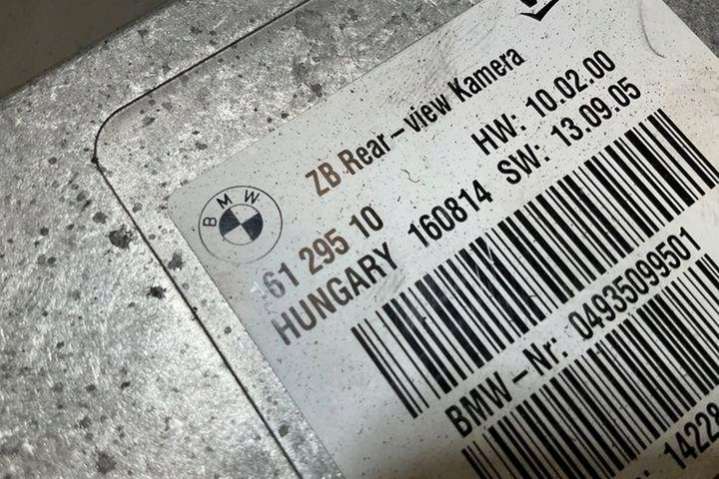 BMW
ZB Rear-view Kamera
61 295 10
HW: 10.02.00
HUNGARY 160814 SW: 13.09.05
BMW-Nr: 04935099501